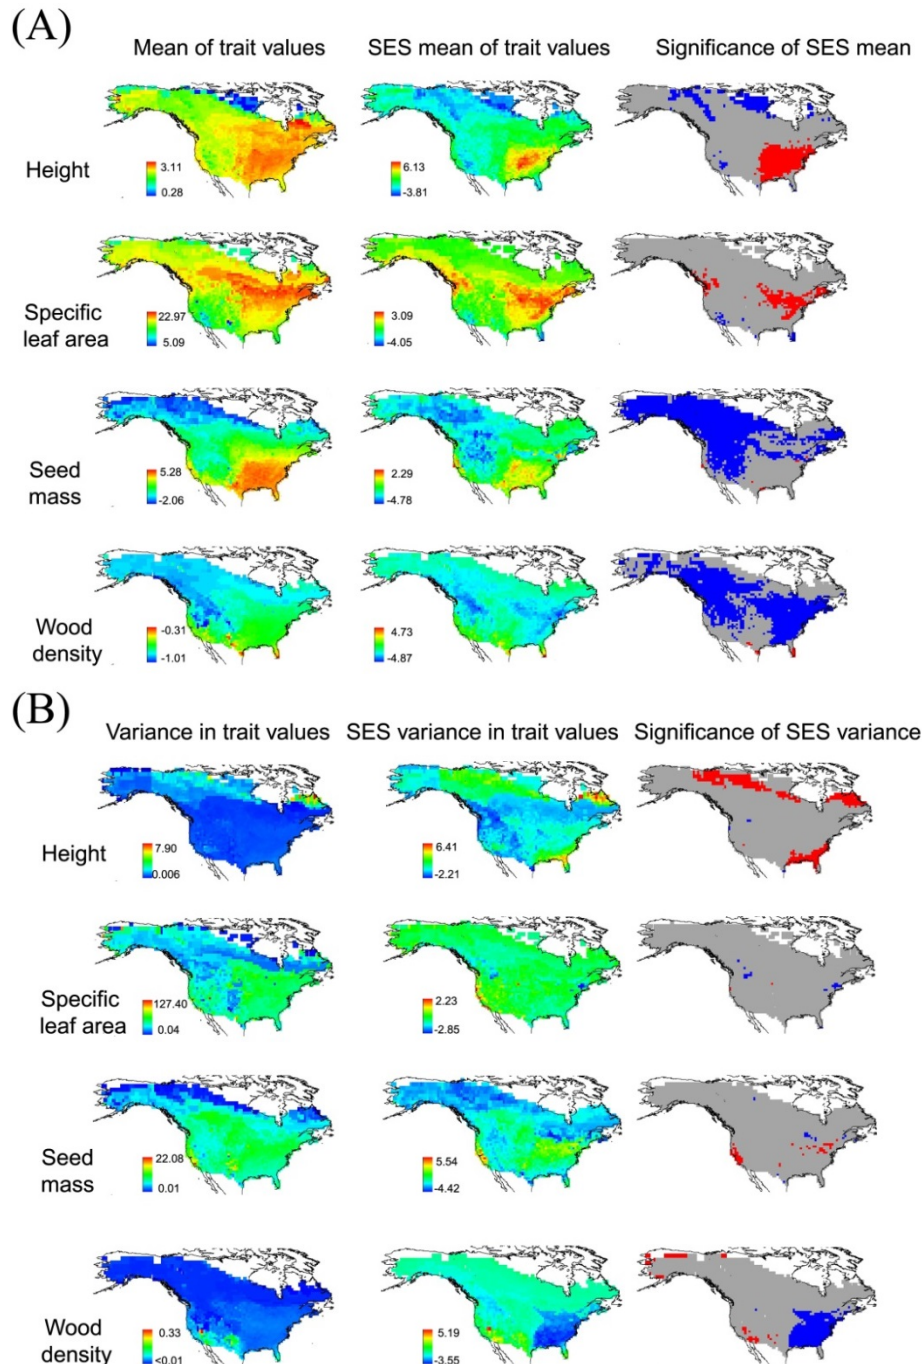 (A)
Mean of trait values
SES mean of trait values
Significance of SES mean
Height
3.11
0.28
6.13
-3.81
Specific
leaf area
22.97
5.09
3.09
-4.05
Seed
mass
5.28
-2.06
2.29
-4.78
Wood
density
-0.31
-1.01
4.73
-4.87
(B)
Variance in trait values
SES variance in trait values
Significance of SES variance
Height
7.90
0.006
6.41
-2.21
Specific
leaf area
127.40
0.04
2.23
-2.85
Seed
mass
22.08
0.01
5.54
-4.42
Wood
density
0.33
<0.01
5.19
-3.55